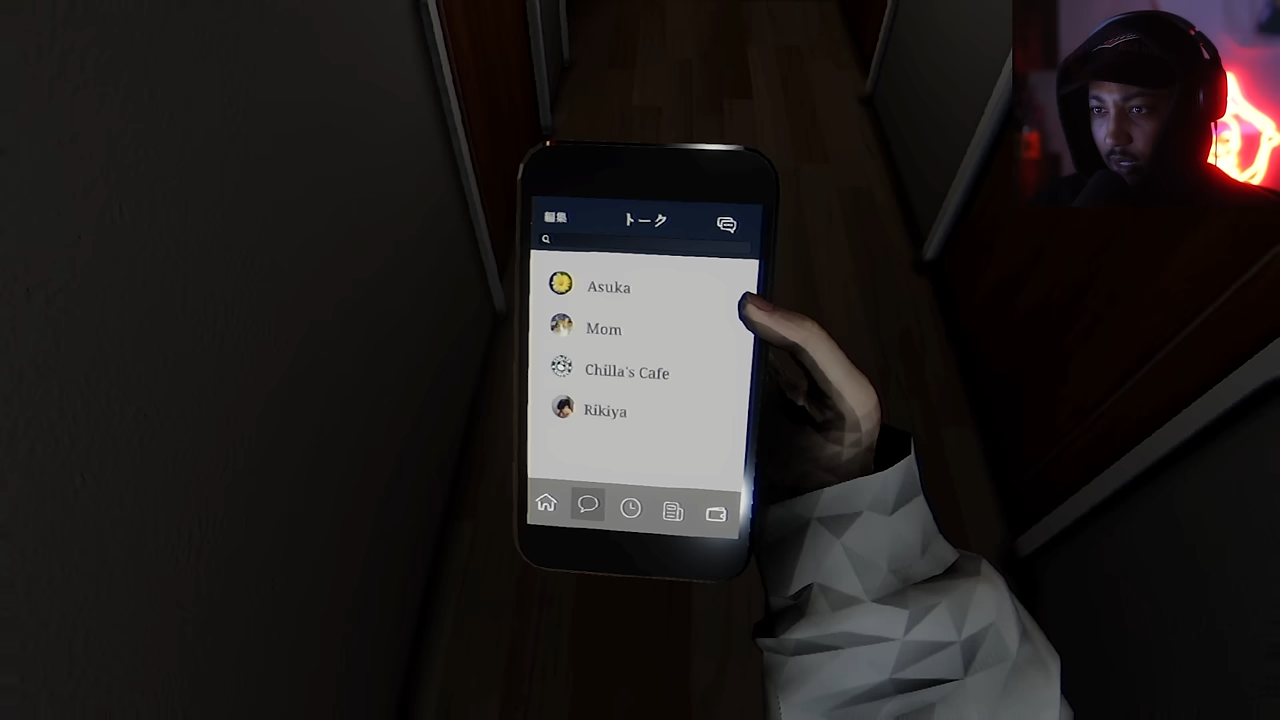 編集 トーク
Asuka
Mom
Chilla's Cafe
Rikiya